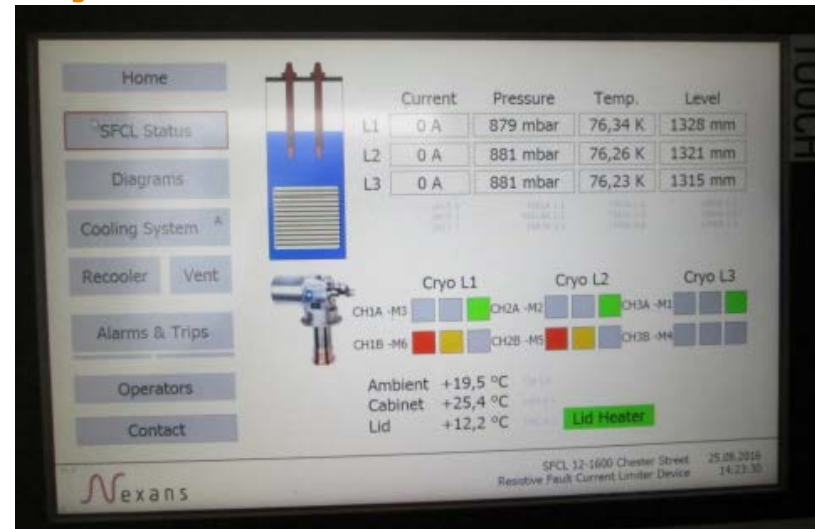 TOUCH
Home
SFCL Status
Diagrams
Cooling System A
Recooler Vent
Alarms & Trips
Operators
Contact
Current Pressure Temp. Level
L1 0 A 879 mbar 76,34 K 1328 mm
L2 0 A 881 mbar 76,26 K 1321 mm
L3 0 A 881 mbar 76,23 K 1315 mm
Cryo L1 Cryo L2 Cryo L3
CH1A -M3 CH2A -M2 CH3A -M1
CH1B -M6 CH2B -M5 CH3B -M4
Ambient +19,5 °C
Cabinet +25,4 °C
Lid +12,2 °C
Lid Heater
Nexans
SFCL 12-1600 Chester Street
Resistive Fault Current Limiter Device
25.08.2016
14:23:30